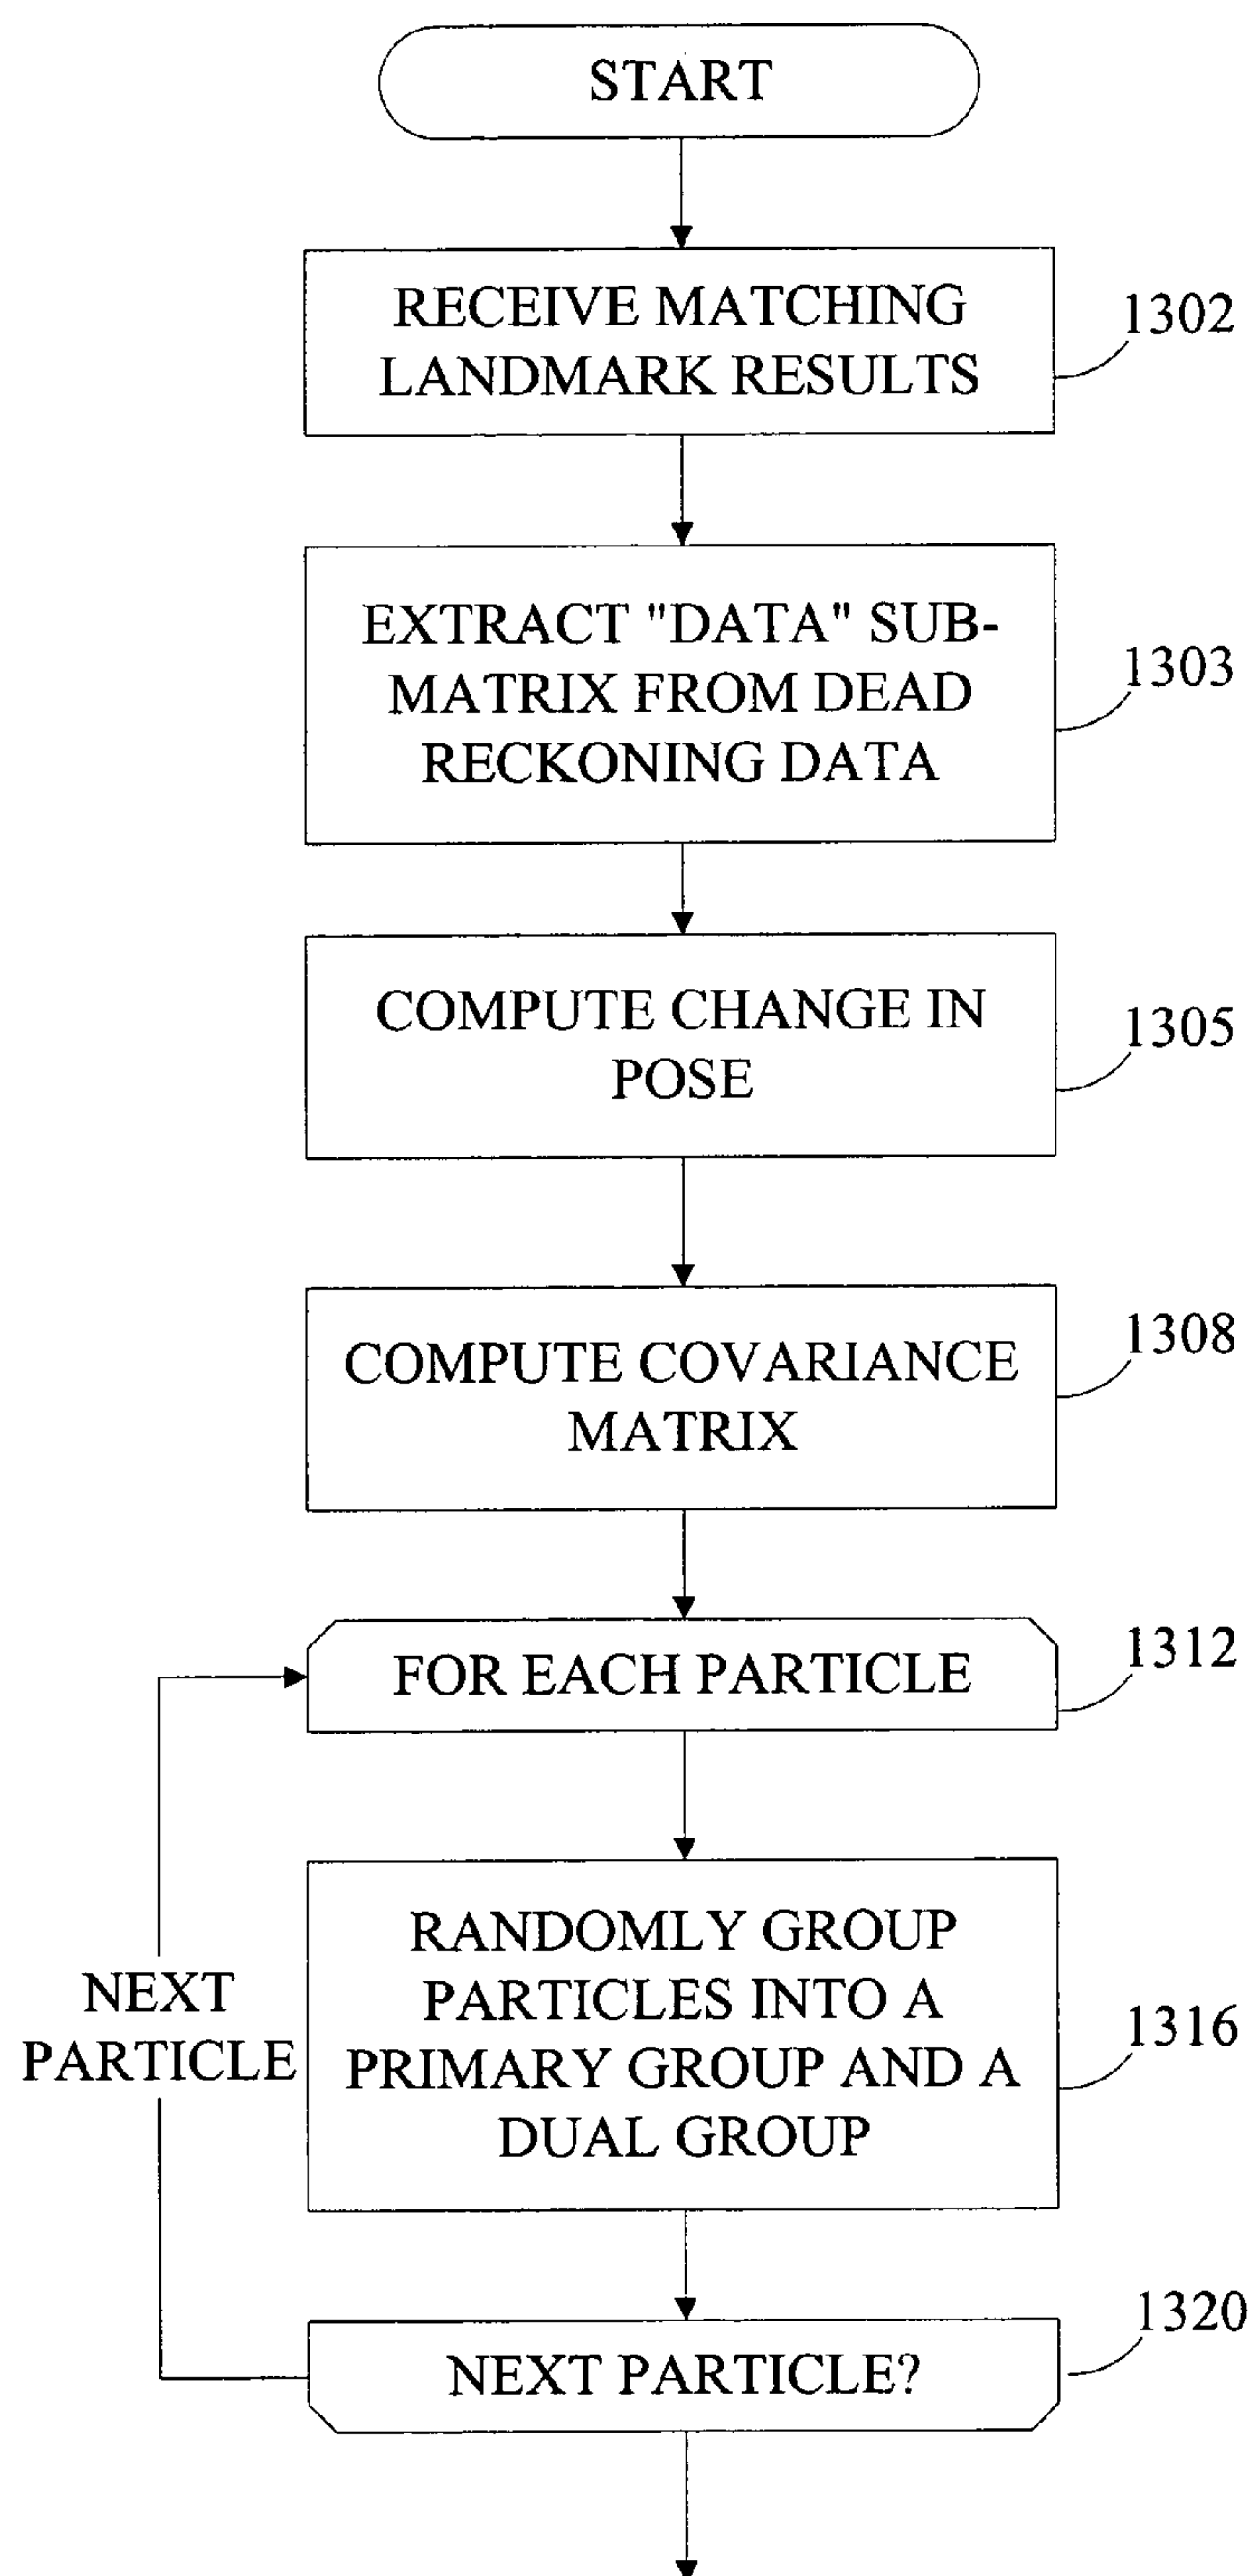 START
RECEIVE MATCHING
LANDMARK RESULTS
1302
EXTRACT "DATA" SUB-
MATRIX FROM DEAD
RECKONING DATA
1303
COMPUTE CHANGE IN
POSE
1305
COMPUTE COVARIANCE
MATRIX
1308
FOR EACH PARTICLE
1312
RANDOMLY GROUP
PARTICLES INTO A
PRIMARY GROUP AND A
DUAL GROUP
1316
NEXT
PARTICLE
NEXT PARTICLE?
1320